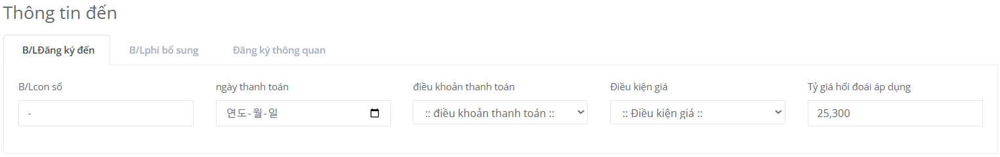 Thông tin đến
B/LĐăng ký đến B/Lphí bổ sung Đăng ký thông quan
B/Lcon số ngày thanh toán điều khoản thanh toán Điều kiện giá Tỷ giá hối đoái áp dụng
- 연도-월-일 :: điều khoản thanh toán :: :: Điều kiện giá :: 25,300